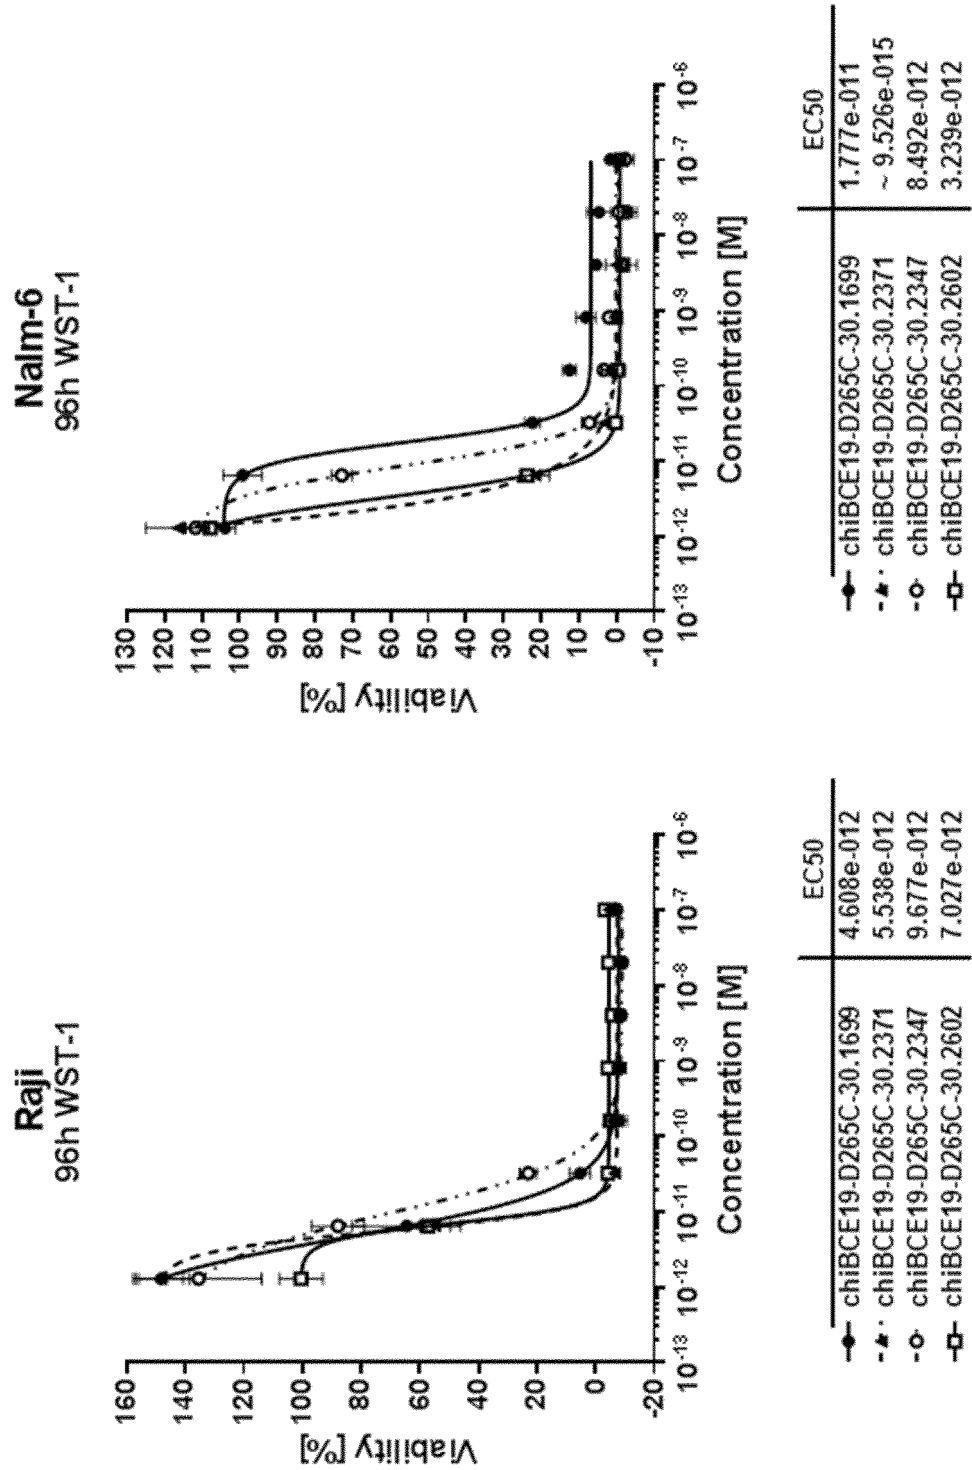 Raji
96h WST-1
160
140
120
100
80
60
40
20
0
-20
Viability [%]
10-13 10-12 10-11 10-10 10-9 10-8 10-7 10-6
Concentration [M]
EC50
chiBCE19-D265C-30.1699 4.608e-012
chiBCE19-D265C-30.2371 5.538e-012
chiBCE19-D265C-30.2347 9.677e-012
chiBCE19-D265C-30.2602 7.027e-012
Nalm-6
96h WST-1
130
120
110
100
90
80
70
60
50
40
30
20
10
0
-10
Viability [%]
10-13 10-12 10-11 10-10 10-9 10-8 10-7 10-6
Concentration [M]
EC50
chiBCE19-D265C-30.1699 1.777e-011
chiBCE19-D265C-30.2371 ~ 9.526e-015
chiBCE19-D265C-30.2347 8.492e-012
chiBCE19-D265C-30.2602 3.239e-012